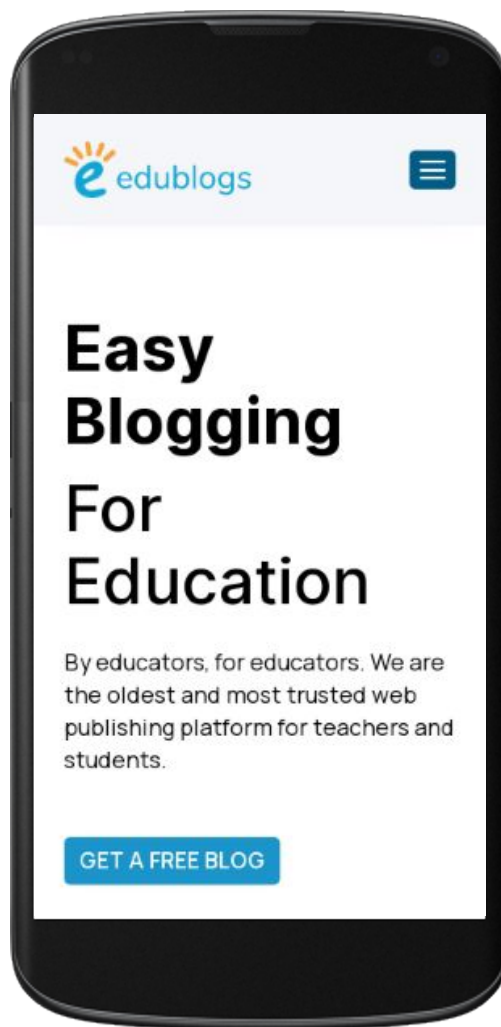 edublogs
Easy
Blogging
For
Education
By educators, for educators. We are
the oldest and most trusted web
publishing platform for teachers and
students.
GET A FREE BLOG